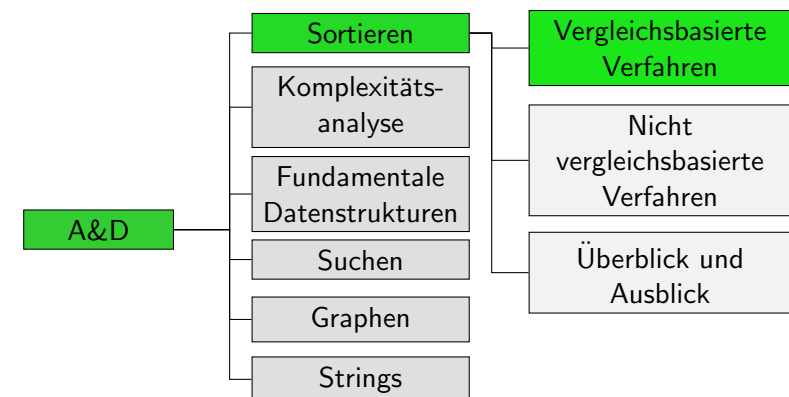 A&D
Sortieren
Komplexitäts-
analyse
Fundamentale
Datenstrukturen
Suchen
Graphen
Strings
Vergleichsbasierte
Verfahren
Nicht
vergleichsbasierte
Verfahren
Überblick und
Ausblick